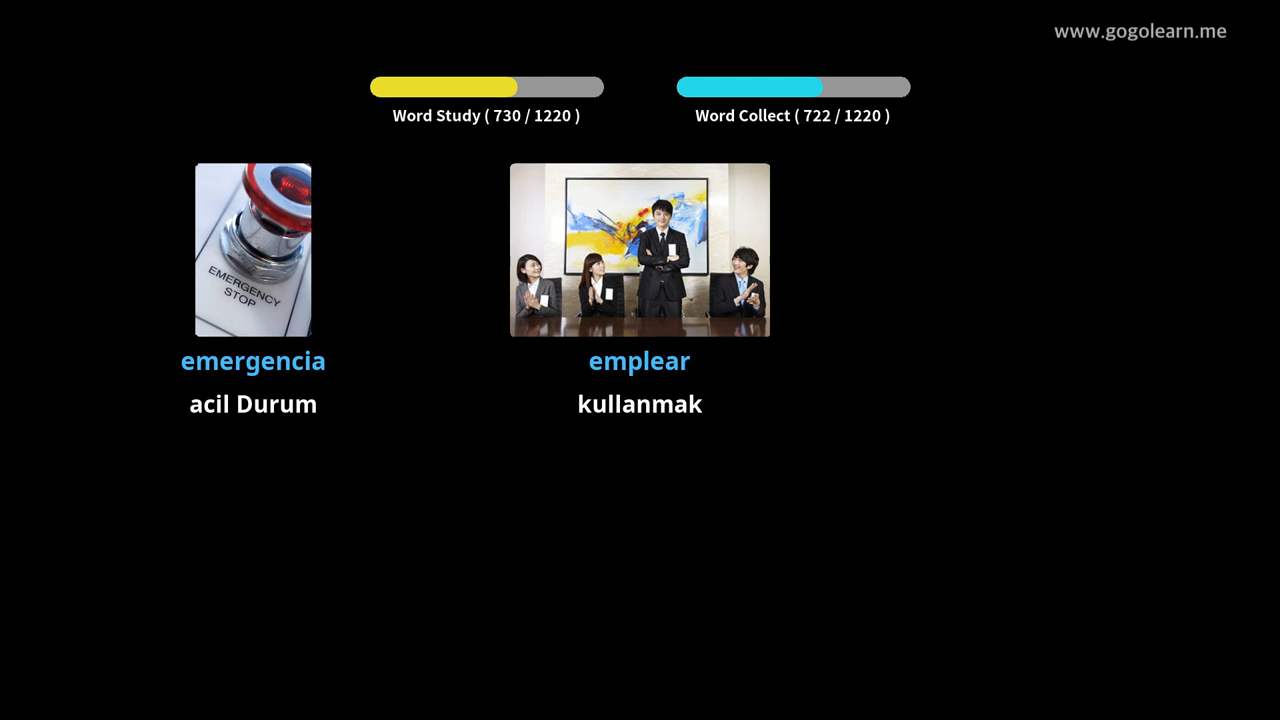 www.gogolearn.me
Word Study ( 730 / 1220 )
Word Collect ( 722 / 1220 )
EMERGENCY
STOP
emergencia
emplear
acil Durum
kullanmak